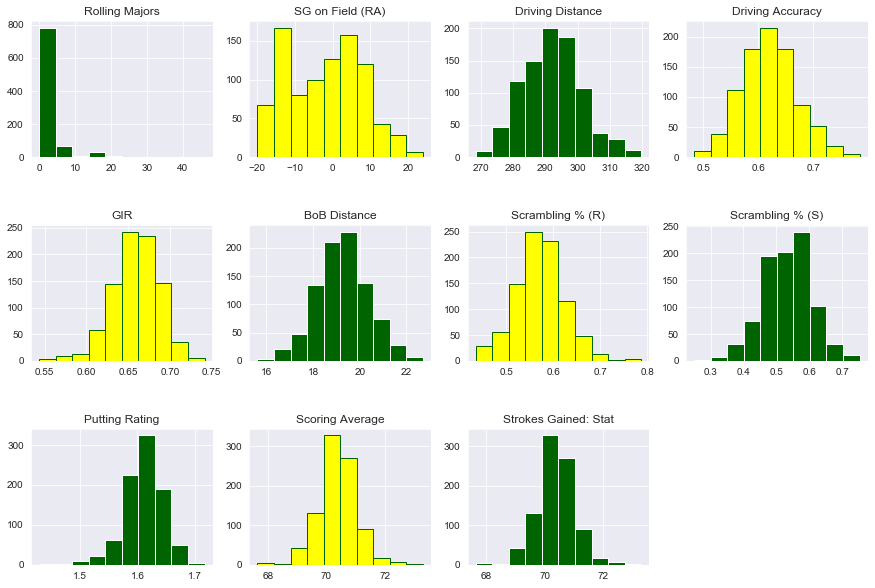 Rolling Majors
800
600
400
200
0
0 10 20 30 40
SG on Field (RA)
150
100
50
0
−20 −10 0 10 20
Driving Distance
200
150
100
50
0
270 280 290 300 310 320
Driving Accuracy
200
150
100
50
0
0.5 0.6 0.7
GIR
250
200
150
100
50
0
0.55 0.60 0.65 0.70 0.75
BoB Distance
200
150
100
50
0
16 18 20 22
Scrambling % (R)
250
200
150
100
50
0
0.5 0.6 0.7 0.8
Scrambling % (S)
250
200
150
100
50
0
0.3 0.4 0.5 0.6 0.7
Putting Rating
300
200
100
0
1.5 1.6 1.7
Scoring Average
300
200
100
0
68 70 72
Strokes Gained: Stat
300
200
100
0
68 70 72